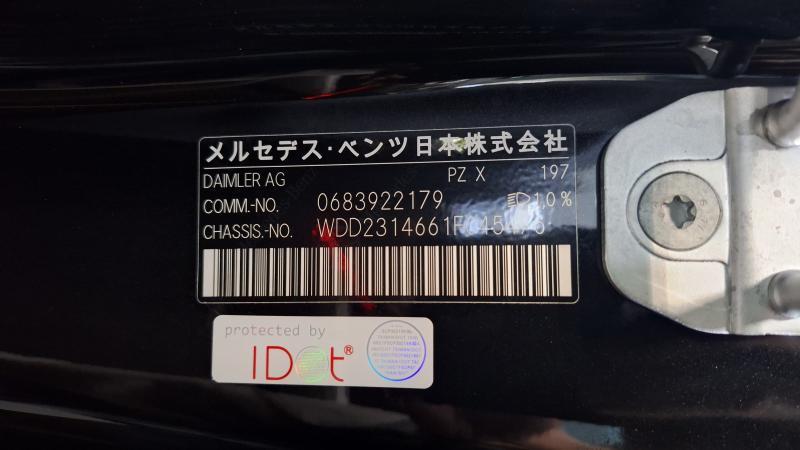 メルセデス・ベンツ日本株式会社
DAIMLER AG PZ X 197
COMM.-NO. 0683922179 1,0 %
CHASSIS.-NO.
protected by
IDot®